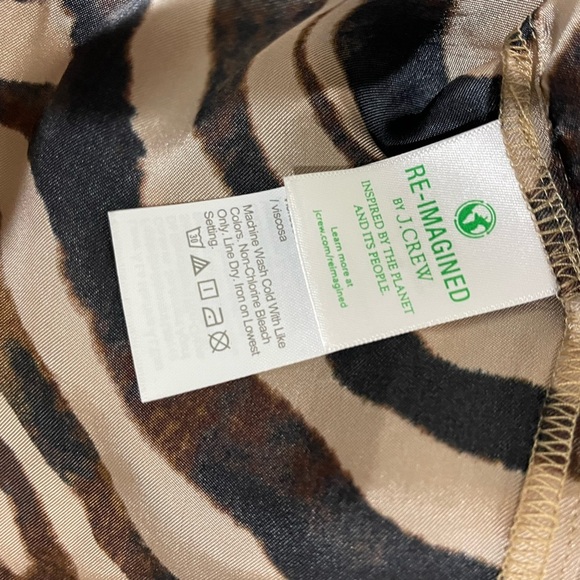 RE-IMAGINED
BY J.CREW
INSPIRED BY THE PLANET
AND ITS PEOPLE.
Learn more at
jcrew.com/reimagined
/ viscosa
Machine Wash Cold With Like
Colors. Non-Chlorine Bleach
Only. Line Dry. Iron on Lowest
Setting.
30